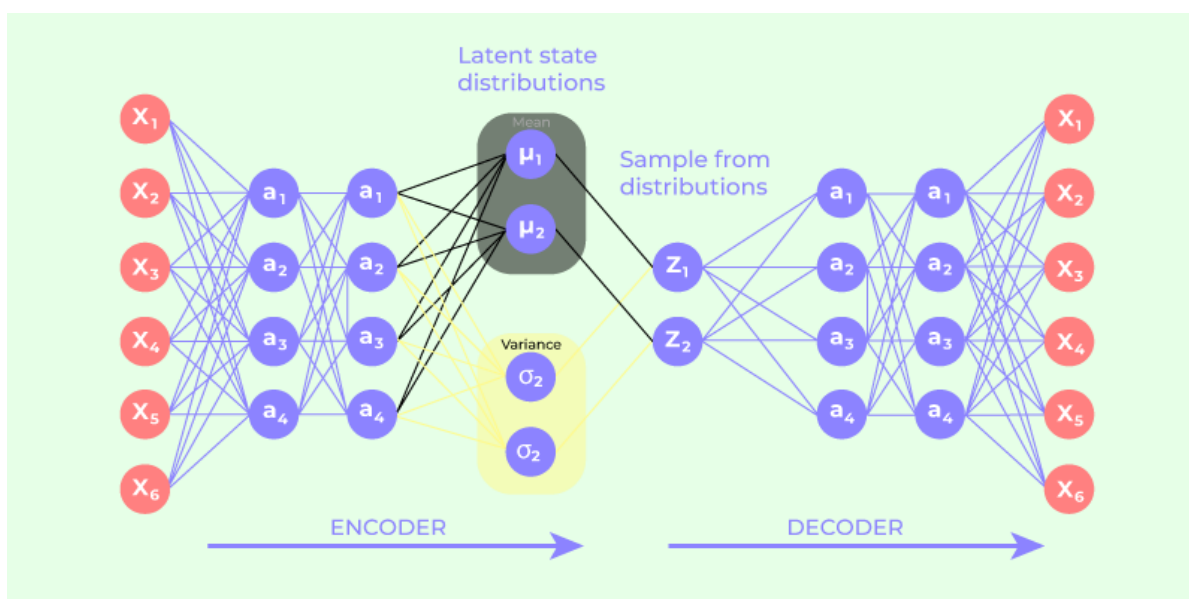 Latent state
distributions
Mean
Sample from
distributions
Variance
X₁
X₂
X₃
X₄
X₅
X₆
a₁
a₂
a₃
a₄
a₁
a₂
a₃
a₄
μ₁
μ₂
σ₂
σ₂
Z₁
Z₂
a₁
a₂
a₃
a₄
a₁
a₂
a₃
a₄
X₁
X₂
X₃
X₄
X₅
X₆
ENCODER
DECODER